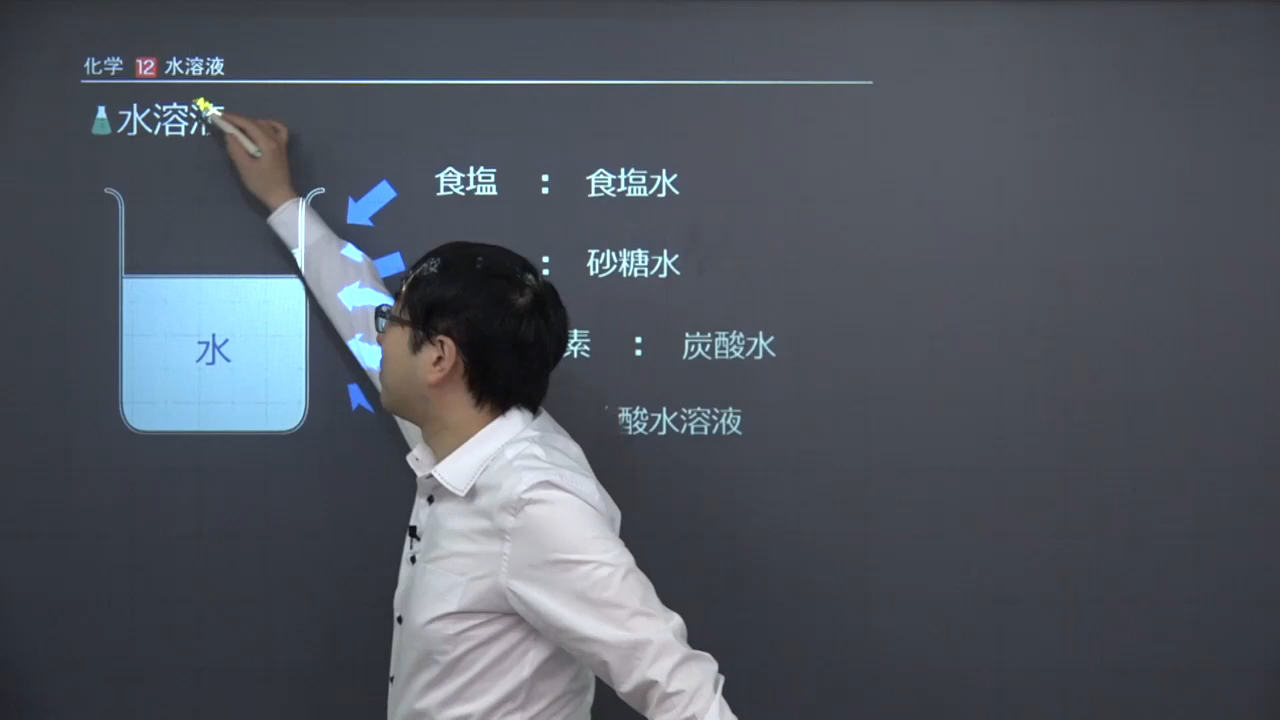 化学 12 水溶液
水溶液
食塩 : 食塩水
: 砂糖水
水
素 : 炭酸水
酸水溶液